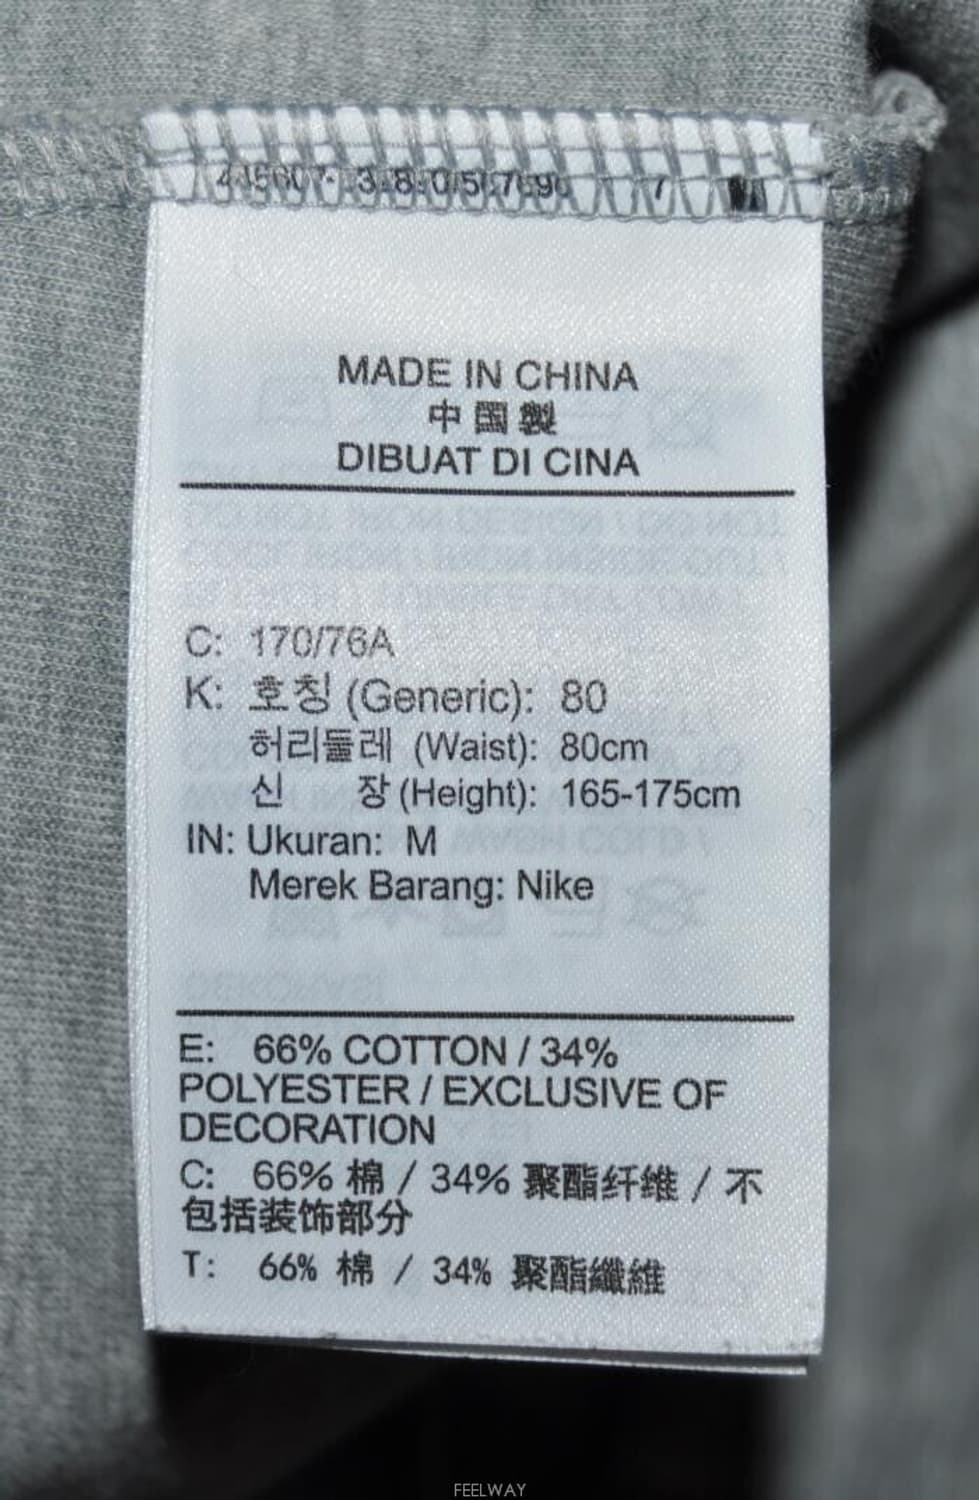 MADE IN CHINA
中国製
DIBUAT DI CINA
C: 170/76A
K: 호칭 (Generic): 80
허리둘레 (Waist): 80cm
신 장 (Height): 165-175cm
IN: Ukuran: M
Merek Barang: Nike
E: 66% COTTON / 34%
POLYESTER / EXCLUSIVE OF
DECORATION
C: 66% 棉 / 34% 聚酯纤维 / 不
包括装饰部分
T: 66% 棉 / 34% 聚酯纖維
FEELWAY